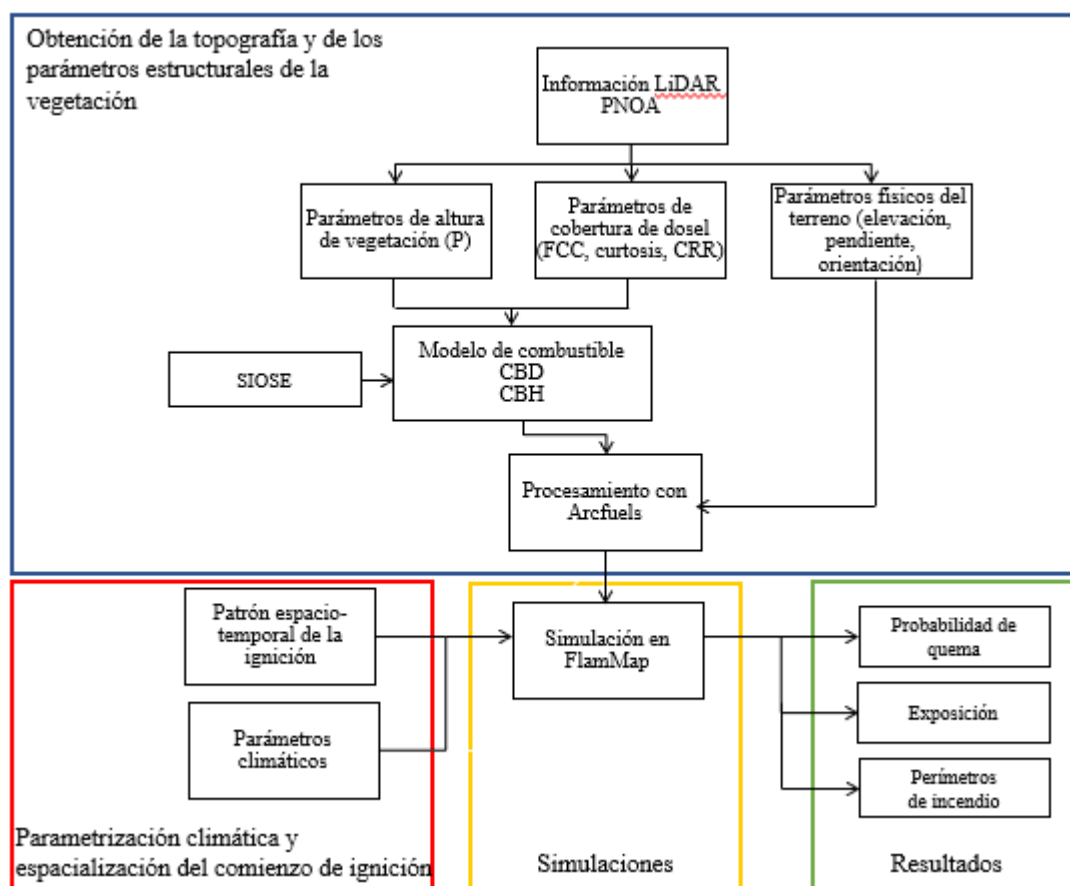 Obtención de la topografía y de los
parámetros estructurales de la
vegetación
Información LiDAR
PNOA
Parámetros de altura
de vegetación (P)
Parámetros de
cobertura de dosel
(FCC, curtosis, CRR)
Parámetros físicos del
terreno (elevación,
pendiente,
orientación)
Modelo de combustible
CBD
CBH
SIOSE
Procesamiento con
Arcfuels
Patrón espacio-
temporal de la
ignición
Parámetros
climáticos
Parametrización climática y
espacialización del comienzo de ignición
Simulación en
FlamMap
Simulaciones
Probabilidad de
quema
Exposición
Perímetros
de incendio
Resultados